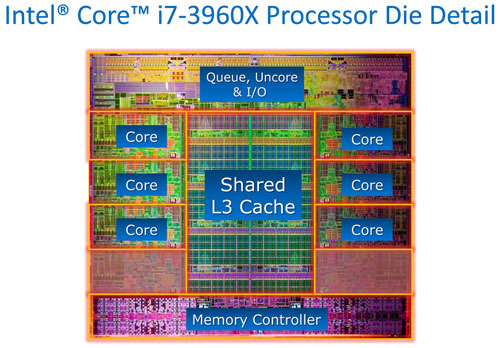 Intel® Core™ i7-3960X Processor Die Detail
Queue, Uncore
& I/O
Core
Core
Core
Core
Core
Core
Shared
L3 Cache
Memory Controller